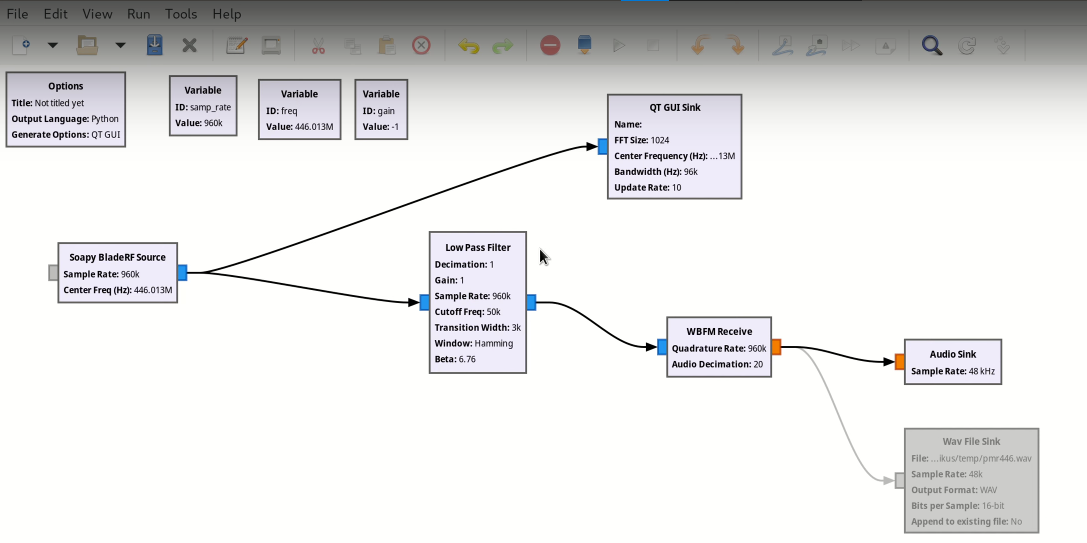 File Edit View Run Tools Help
Options
Title: Not titled yet
Output Language: Python
Generate Options: QT GUI
Variable
ID: samp_rate
Value: 960k
Variable
ID: freq
Value: 446.013M
Variable
ID: gain
Value: -1
QT GUI Sink
Name:
FFT Size: 1024
Center Frequency (Hz): ...13M
Bandwidth (Hz): 96k
Update Rate: 10
Soapy BladeRF Source
Sample Rate: 960k
Center Freq (Hz): 446.013M
Low Pass Filter
Decimation: 1
Gain: 1
Sample Rate: 960k
Cutoff Freq: 50k
Transition Width: 3k
Window: Hamming
Beta: 6.76
WBFM Receive
Quadrature Rate: 960k
Audio Decimation: 20
Audio Sink
Sample Rate: 48 kHz
Wav File Sink
File: ...ikus/temp/pmr446.wav
Sample Rate: 48k
Output Format: WAV
Bits per Sample: 16-bit
Append to existing file: No